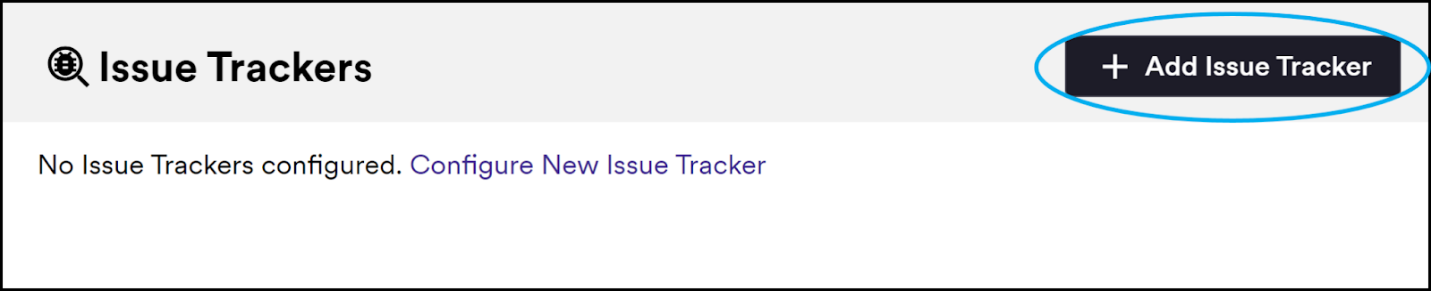 Issue Trackers
+ Add Issue Tracker
No Issue Trackers configured. Configure New Issue Tracker